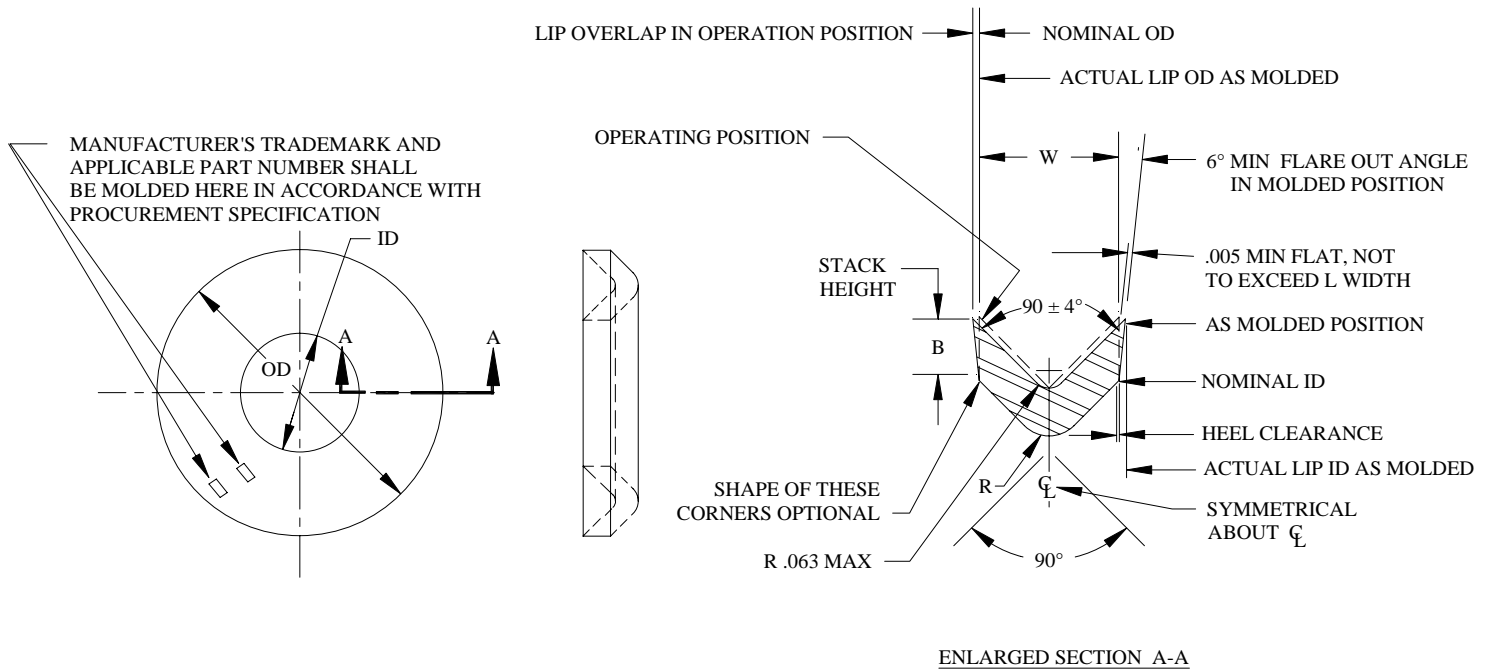 LIP OVERLAP IN OPERATION POSITION
NOMINAL OD
ACTUAL LIP OD AS MOLDED
MANUFACTURER'S TRADEMARK AND
APPLICABLE PART NUMBER SHALL
BE MOLDED HERE IN ACCORDANCE WITH
PROCUREMENT SPECIFICATION
OPERATING POSITION
W
6° MIN FLARE OUT ANGLE
IN MOLDED POSITION
ID
STACK
HEIGHT
.005 MIN FLAT, NOT
TO EXCEED L WIDTH
90 ± 4°
AS MOLDED POSITION
A
A
B
OD
NOMINAL ID
HEEL CLEARANCE
ACTUAL LIP ID AS MOLDED
SHAPE OF THESE
CORNERS OPTIONAL
R
CL
SYMMETRICAL
ABOUT CL
R .063 MAX
90°
ENLARGED SECTION A-A